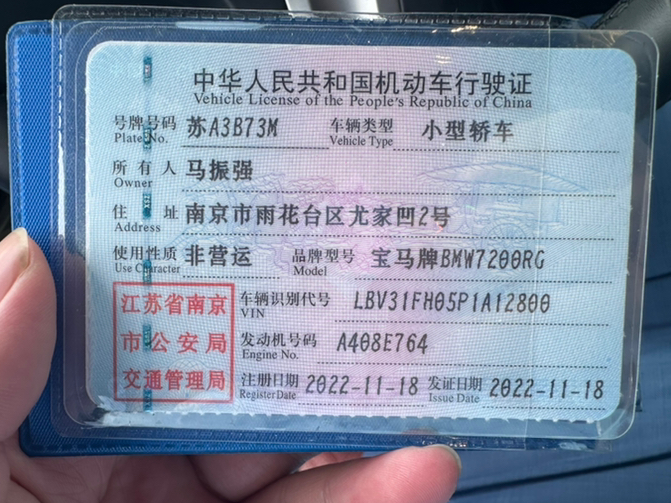 中华人民共和国机动车行驶证
Vehicle License of the People's Republic of China
号牌号码 苏A3B73M 车辆类型 小型轿车
Plate No. Vehicle Type
所有人 马振强
Owner
住址 南京市雨花台区尤家凹2号
Address
使用性质 非营运 品牌型号 宝马牌BMW7200RG
Use Character Model
江苏省南京 车辆识别代号 LBV31FH05P1A12800
VIN
市公安局 发动机号码 A408E764
Engine No.
交通管理局 注册日期 2022-11-18 发证日期 2022-11-18
Register Date Issue Date